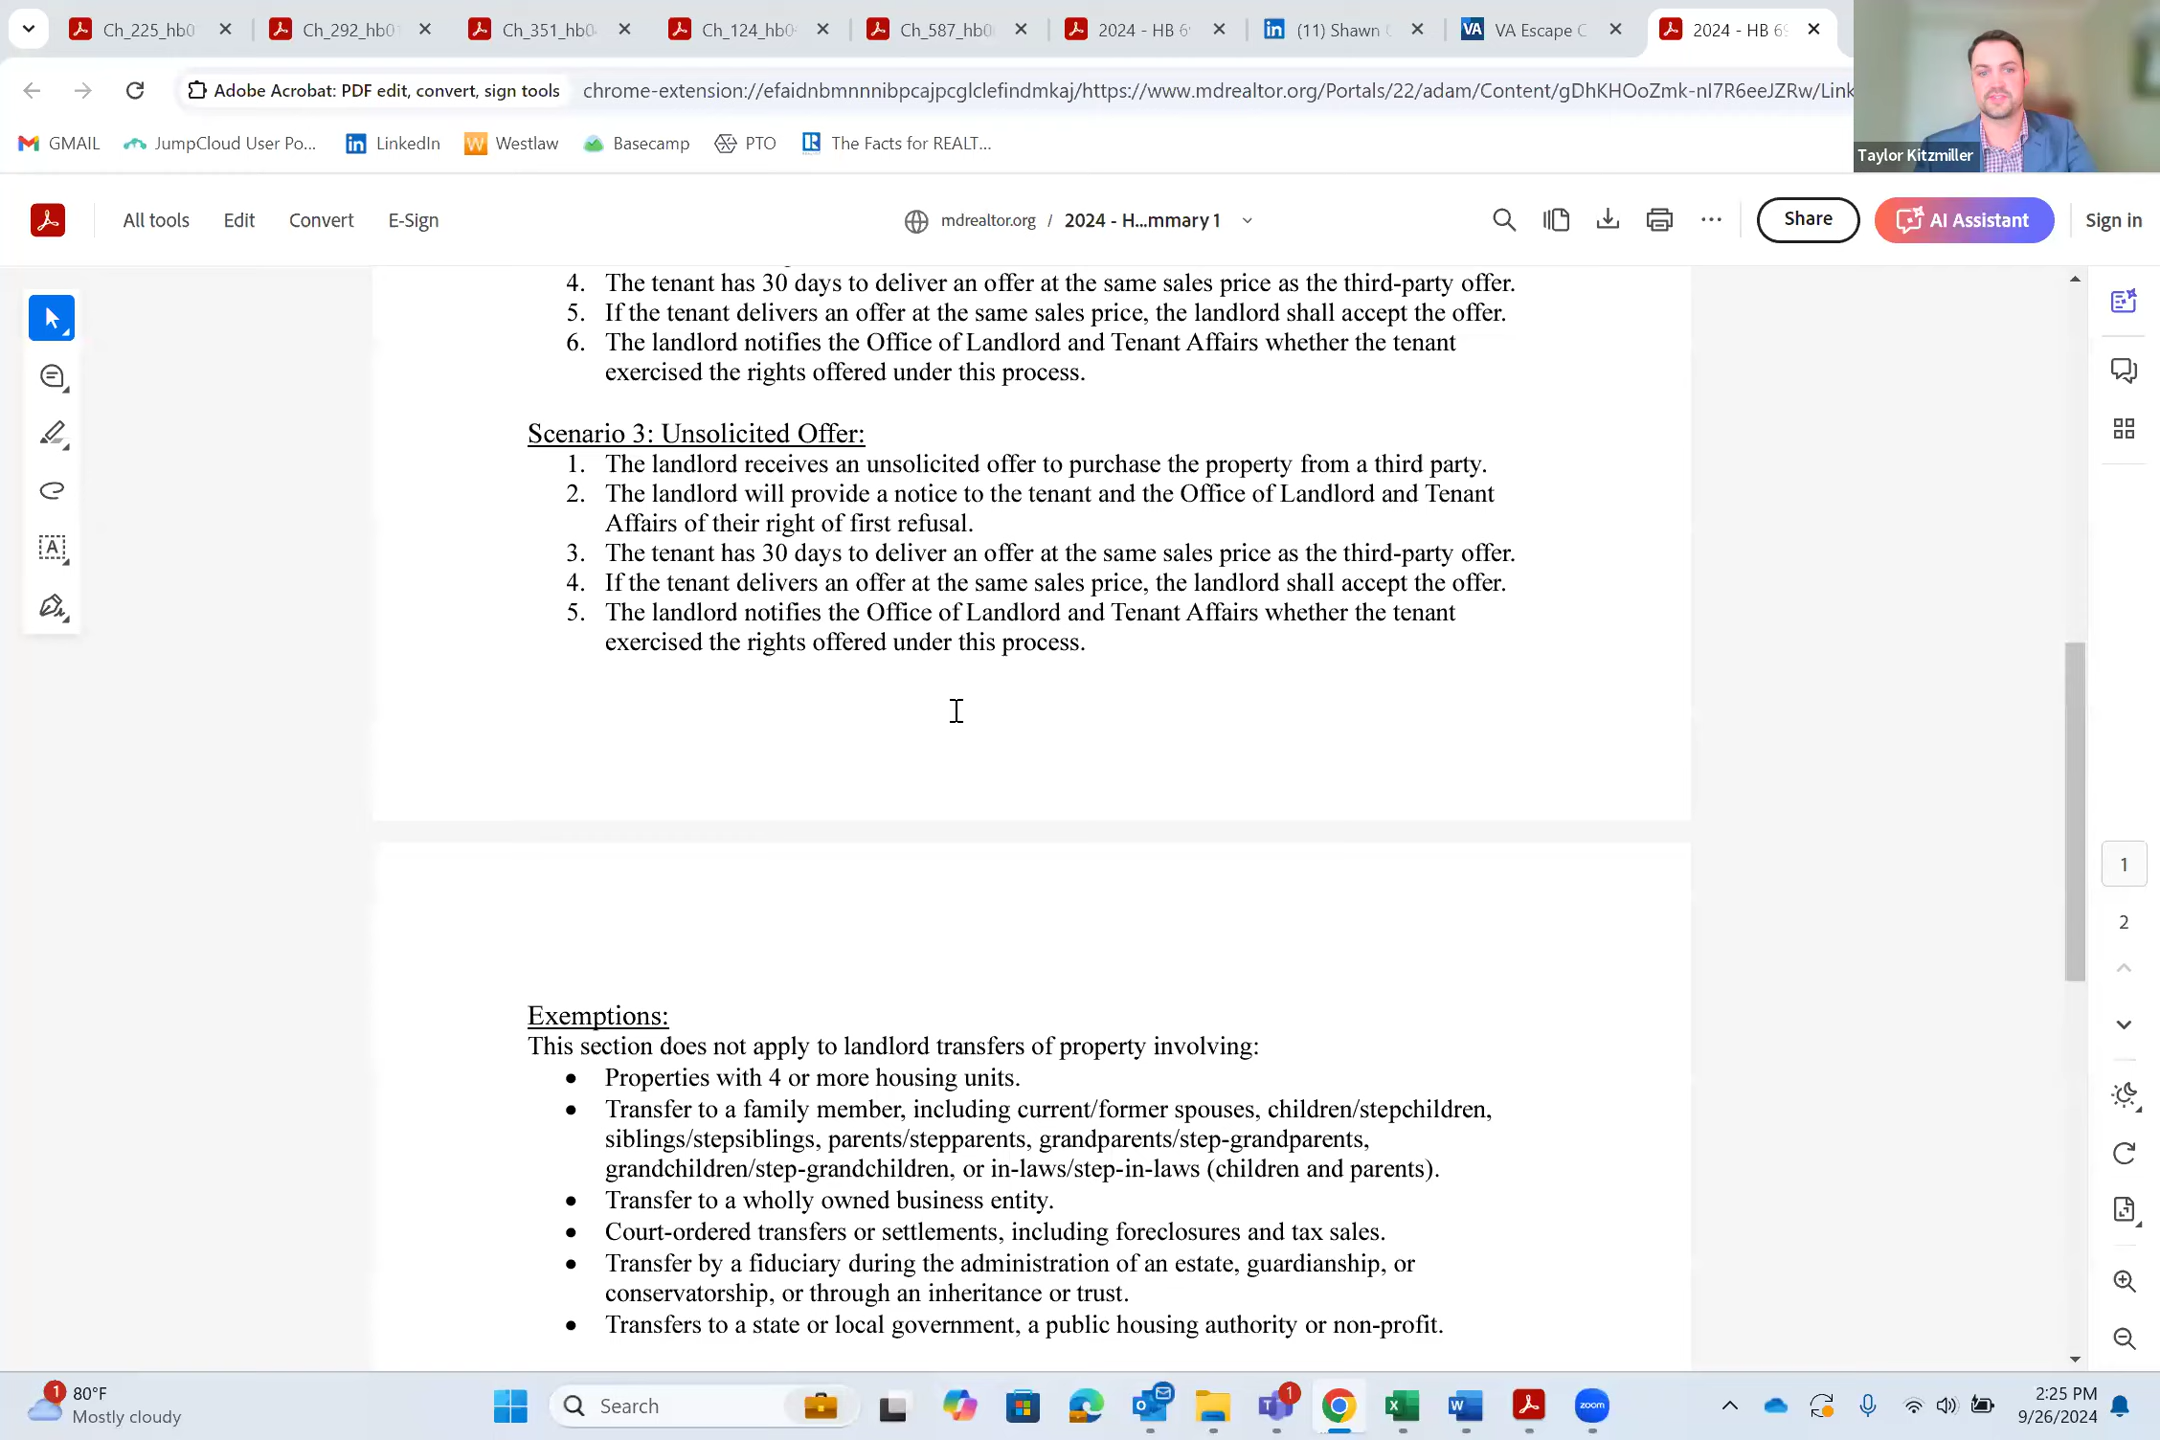 Ch_225_hb0
Ch_292_hb0
Ch_351_hb0
Ch_124_hb0
Ch_587_hb0
2024 - HB 6
(11) Shawn
VA
VA Escape C
2024 - HB 69
Adobe Acrobat: PDF edit, convert, sign tools
chrome-extension://efaidnbmnnnibpcajpcglclefindmkaj/https://www.mdrealtor.org/Portals/22/adam/Content/gDhKHOoZmk-nI7R6eeJZRw/Link
GMAIL
JumpCloud User Po...
LinkedIn
Westlaw
Basecamp
PTO
The Facts for REALT...
Taylor Kitzmiller
All tools
Edit
Convert
E-Sign
mdrealtor.org / 2024 - H...mmary 1
Share
AI Assistant
Sign in
4. The tenant has 30 days to deliver an offer at the same sales price as the third-party offer.
5. If the tenant delivers an offer at the same sales price, the landlord shall accept the offer.
6. The landlord notifies the Office of Landlord and Tenant Affairs whether the tenant
exercised the rights offered under this process.
Scenario 3: Unsolicited Offer:
1. The landlord receives an unsolicited offer to purchase the property from a third party.
2. The landlord will provide a notice to the tenant and the Office of Landlord and Tenant
Affairs of their right of first refusal.
3. The tenant has 30 days to deliver an offer at the same sales price as the third-party offer.
4. If the tenant delivers an offer at the same sales price, the landlord shall accept the offer.
5. The landlord notifies the Office of Landlord and Tenant Affairs whether the tenant
exercised the rights offered under this process.
1
2
Exemptions:
This section does not apply to landlord transfers of property involving:
• Properties with 4 or more housing units.
• Transfer to a family member, including current/former spouses, children/stepchildren,
siblings/stepsiblings, parents/stepparents, grandparents/step-grandparents,
grandchildren/step-grandchildren, or in-laws/step-in-laws (children and parents).
• Transfer to a wholly owned business entity.
• Court-ordered transfers or settlements, including foreclosures and tax sales.
• Transfer by a fiduciary during the administration of an estate, guardianship, or
conservatorship, or through an inheritance or trust.
• Transfers to a state or local government, a public housing authority or non-profit.
1
80°F
Mostly cloudy
Search
1
zoom
2:25 PM
9/26/2024